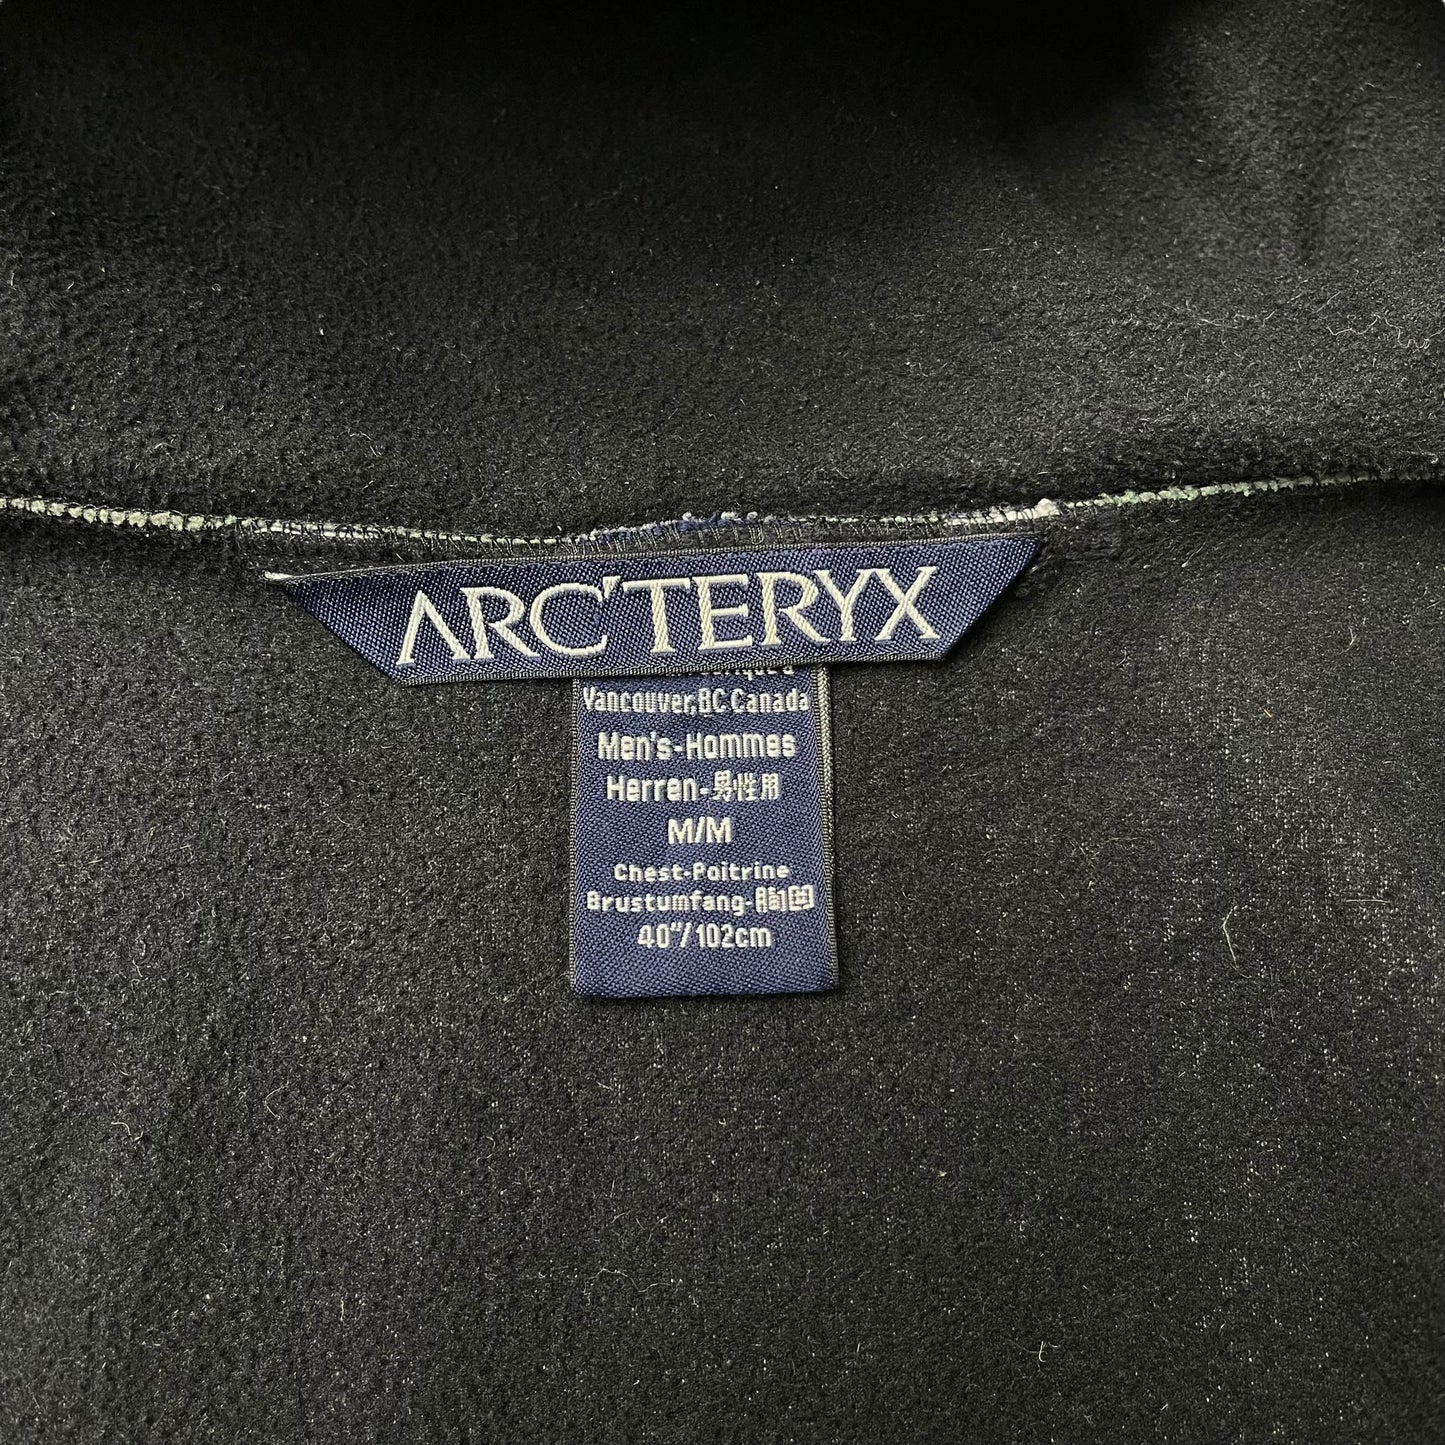 ARC'TERYX
Vancouver, BC Canada
Men's-Hommes
Herren-男性用
M/M
Chest-Poitrine
Brustumfang-胸囲
40"/102cm